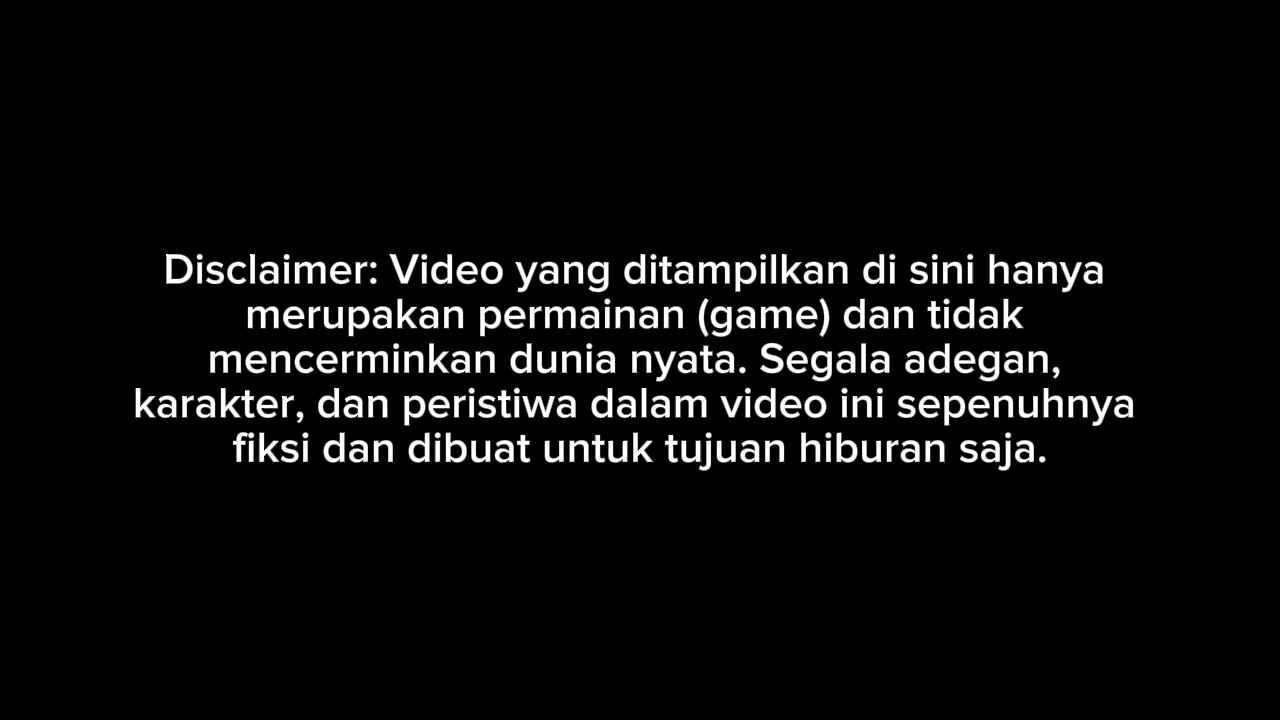 Disclaimer: Video yang ditampilkan di sini hanya
merupakan permainan (game) dan tidak
mencerminkan dunia nyata. Segala adegan,
karakter, dan peristiwa dalam video ini sepenuhnya
fiksi dan dibuat untuk tujuan hiburan saja.